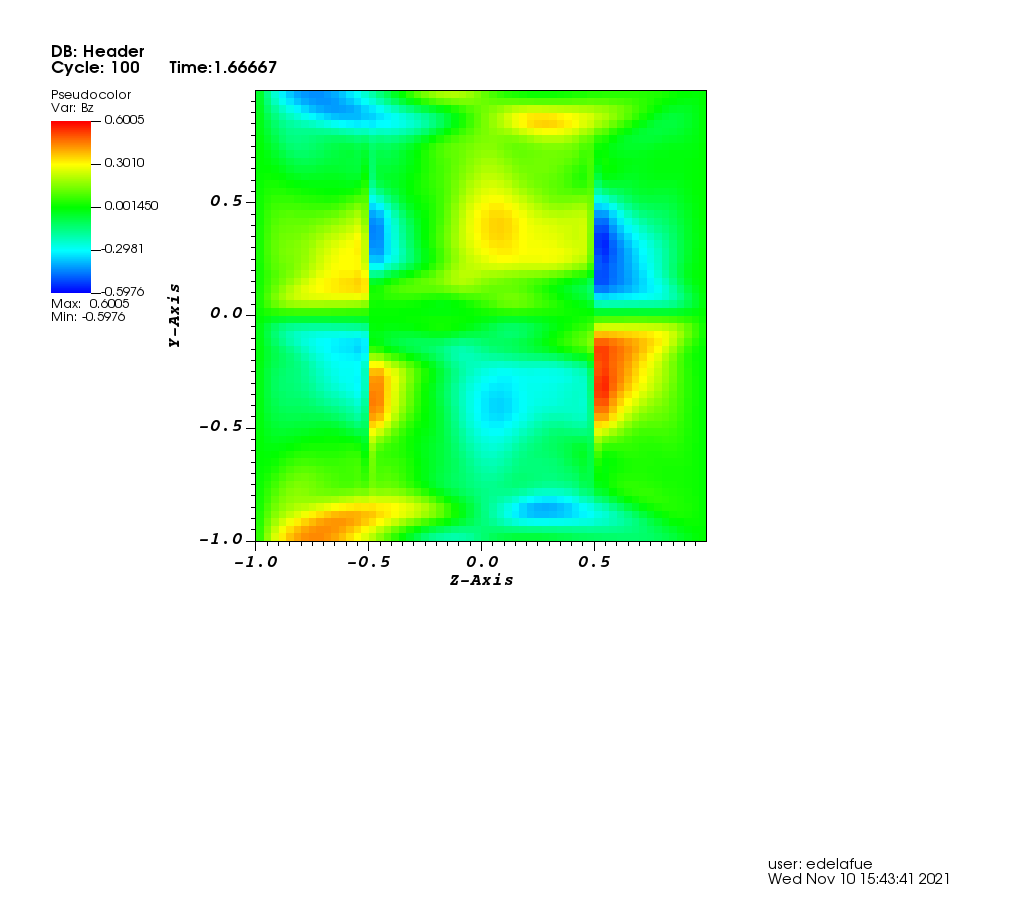 DB: Header
Cycle: 100 Time:1.66667
Pseudocolor
Var: Bz
0.6005
0.3010
0.001450
-0.2981
-0.5976
Max: 0.6005
Min: -0.5976
Y-Axis
0.5
0.0
-0.5
-1.0
-1.0 -0.5 0.0 0.5
Z-Axis
user: edelafue
Wed Nov 10 15:43:41 2021